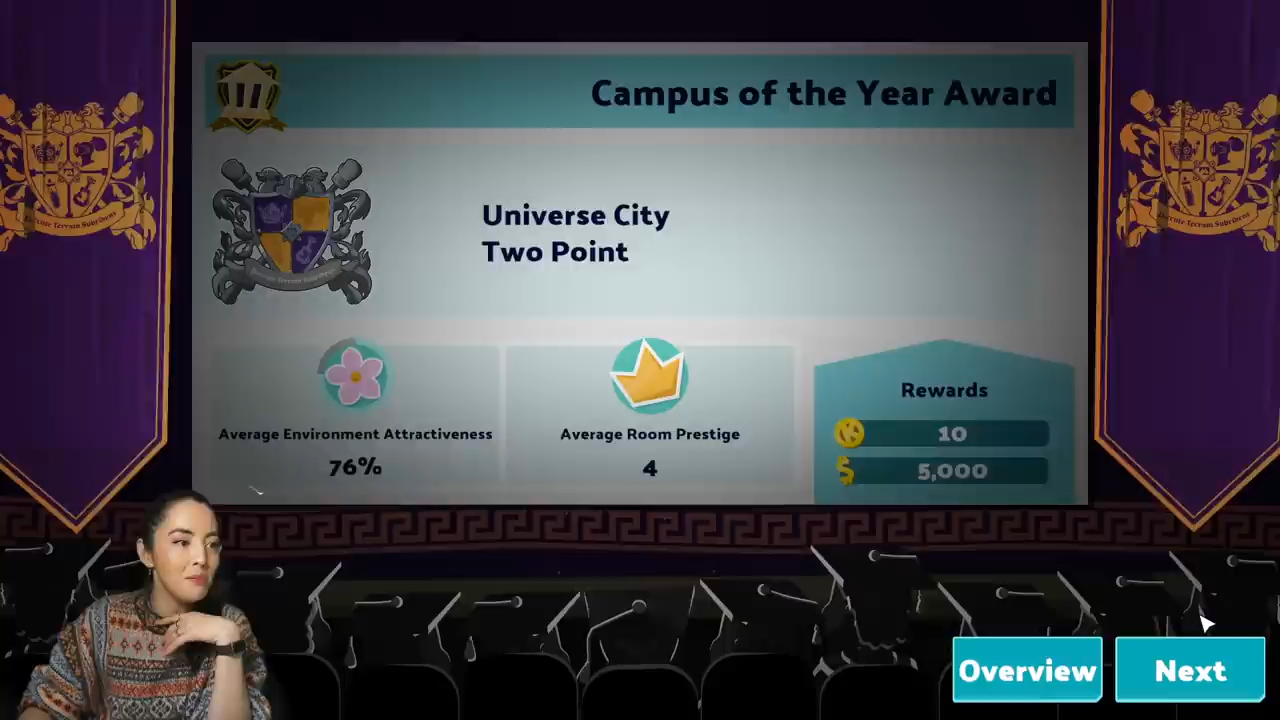 Campus of the Year Award
Universe City
Two Point
Average Environment Attractiveness
76%
Average Room Prestige
4
Rewards
10
5,000
Overview
Next